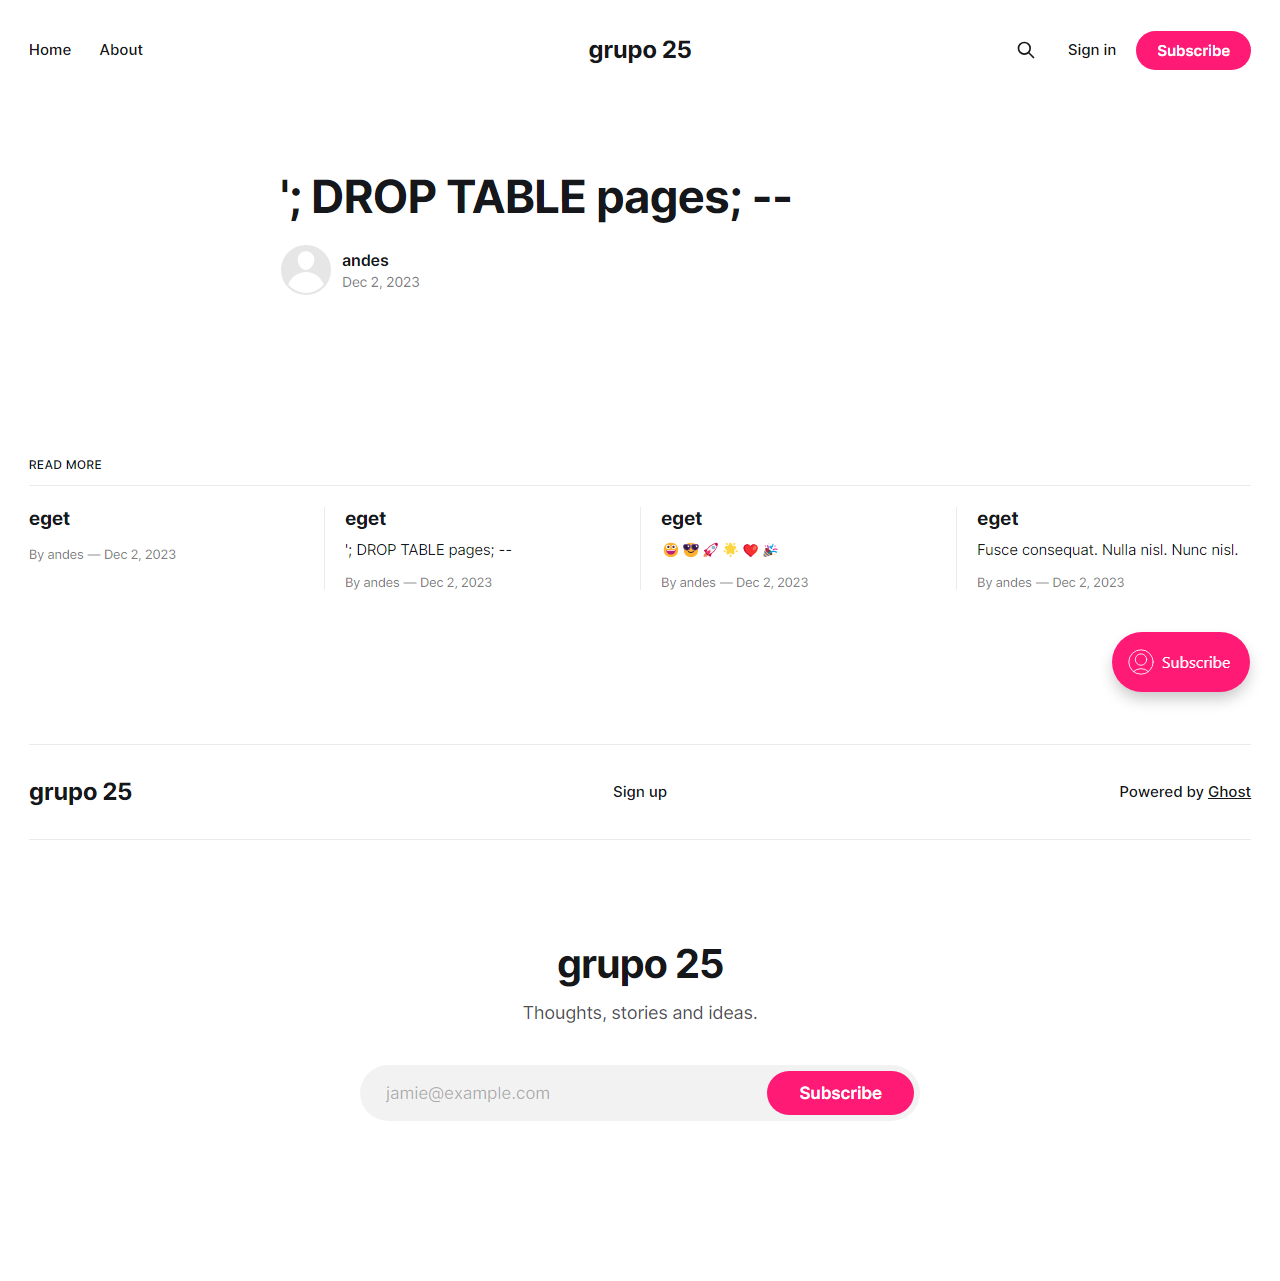 Home About grupo 25 Sign in Subscribe
'; DROP TABLE pages; --
andes
Dec 2, 2023
READ MORE
eget
By andes — Dec 2, 2023
eget
'; DROP TABLE pages; --
By andes — Dec 2, 2023
eget
😀 😎 🚀 🌟 ❤️ 🎉
By andes — Dec 2, 2023
eget
Fusce consequat. Nulla nisl. Nunc nisl.
By andes — Dec 2, 2023
Subscribe
grupo 25 Sign up Powered by Ghost
grupo 25
Thoughts, stories and ideas.
jamie@example.com Subscribe